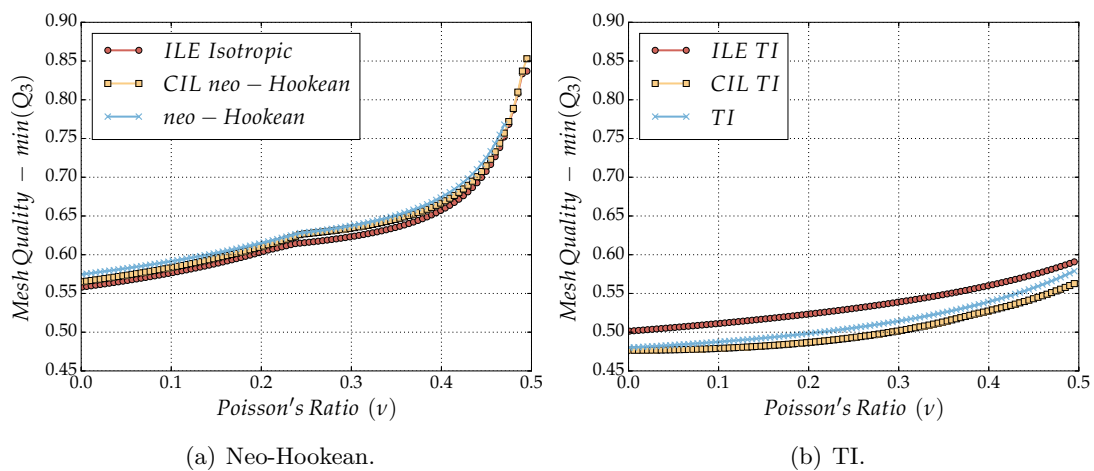 0.90
0.85
0.80
0.75
0.70
0.65
0.60
0.55
0.50
0.45
Mesh Quality − min(Q3)
ILE Isotropic
CIL neo − Hookean
neo − Hookean
0.0 0.1 0.2 0.3 0.4 0.5
Poisson's Ratio (ν)
(a) Neo-Hookean.
0.90
0.85
0.80
0.75
0.70
0.65
0.60
0.55
0.50
0.45
Mesh Quality − min(Q3)
ILE TI
CIL TI
TI
0.0 0.1 0.2 0.3 0.4 0.5
Poisson's Ratio (ν)
(b) TI.